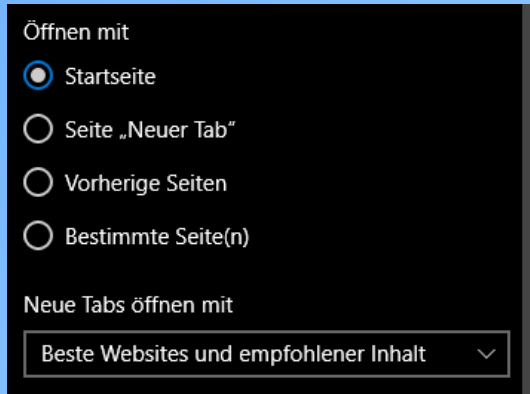 Öffnen mit
Startseite
Seite „Neuer Tab“
Vorherige Seiten
Bestimmte Seite(n)
Neue Tabs öffnen mit
Beste Websites und empfohlener Inhalt